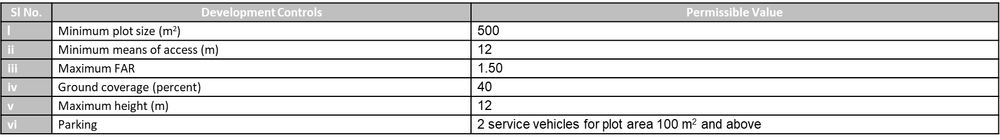 Sl No. Development Controls Permissible Value
l Minimum plot size (m²) 500
ii Minimum means of access (m) 12
iii Maximum FAR 1.50
iv Ground coverage (percent) 40
v Maximum height (m) 12
vi Parking 2 service vehicles for plot area 100 m² and above